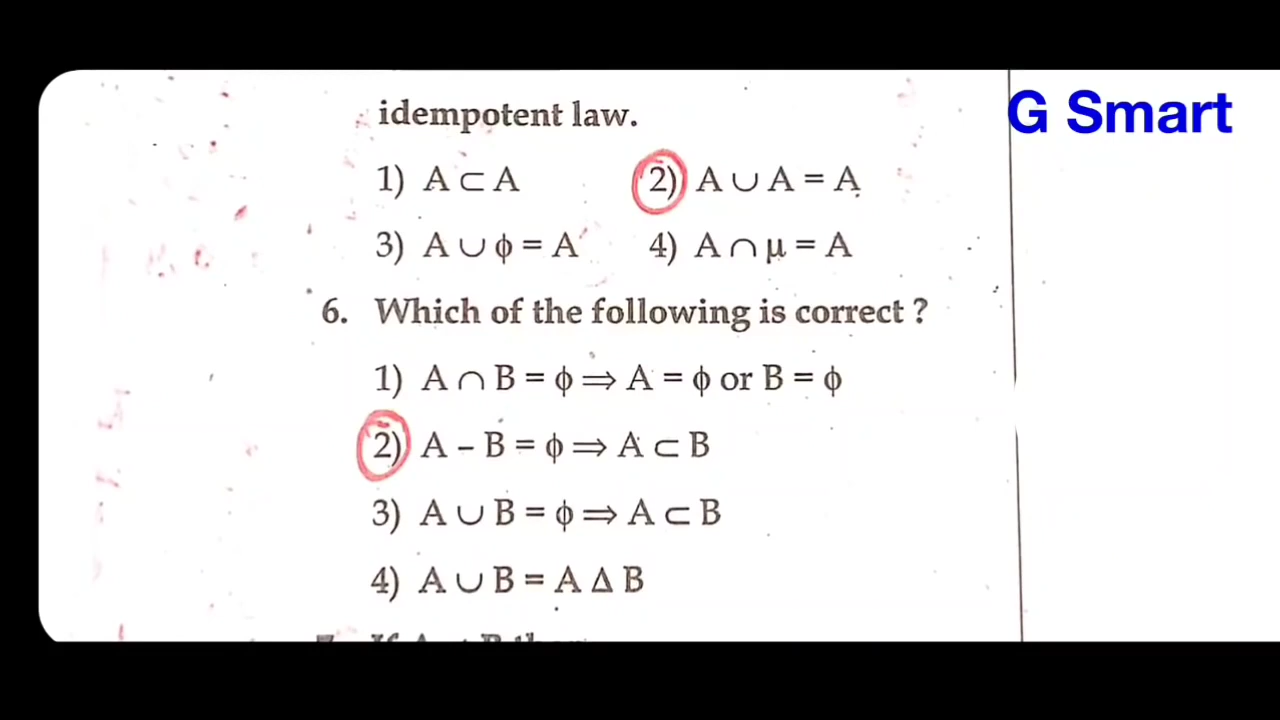 G Smart
idempotent law.
1) A ⊂ A 2) A ∪ A = A
3) A ∪ ϕ = A 4) A ∩ μ = A
6. Which of the following is correct ?
1) A ∩ B = ϕ ⇒ A = ϕ or B = ϕ
2) A – B = ϕ ⇒ A ⊂ B
3) A ∪ B = ϕ ⇒ A ⊂ B
4) A ∪ B = A Δ B